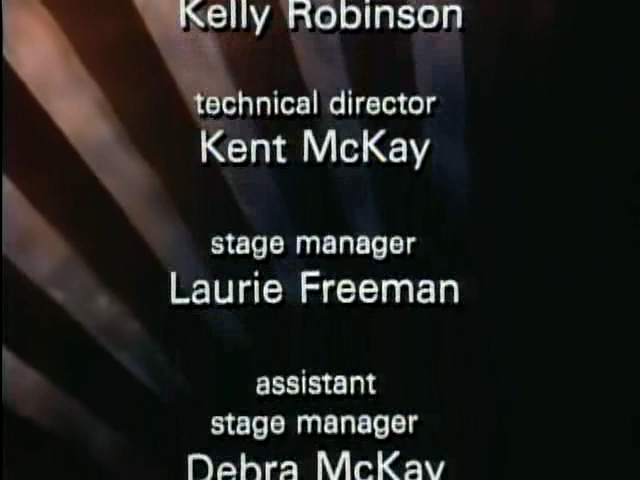 Kelly Robinson
technical director
Kent McKay
stage manager
Laurie Freeman
assistant
stage manager
Debra McKay